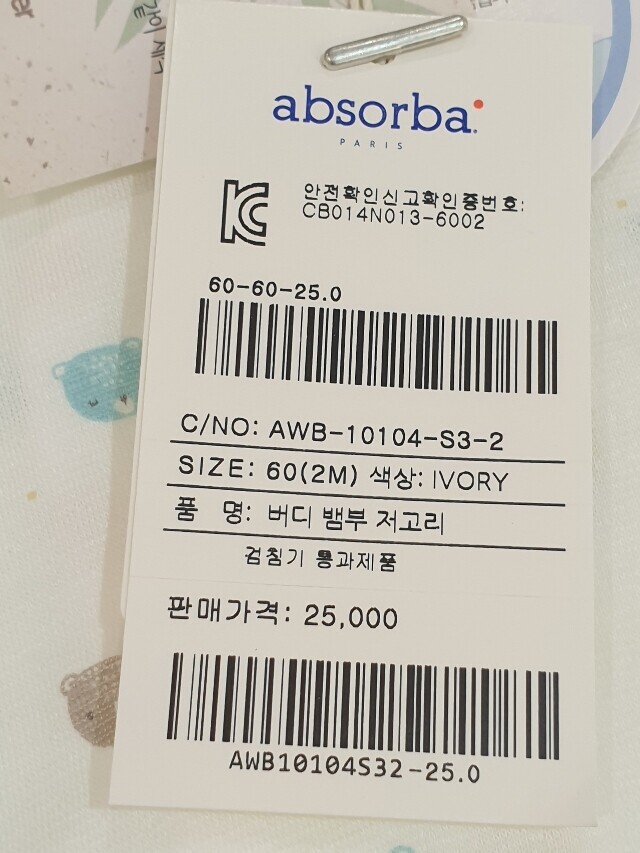 absorba
PARIS
안전확인신고확인증번호:
CB014N013-6002
60-60-25.0
C/NO: AWB-10104-S3-2
SIZE: 60(2M) 색상: IVORY
품 명: 버디 뱀부 저고리
검침기 통과제품
판매가격: 25,000
AWB10104S32-25.0